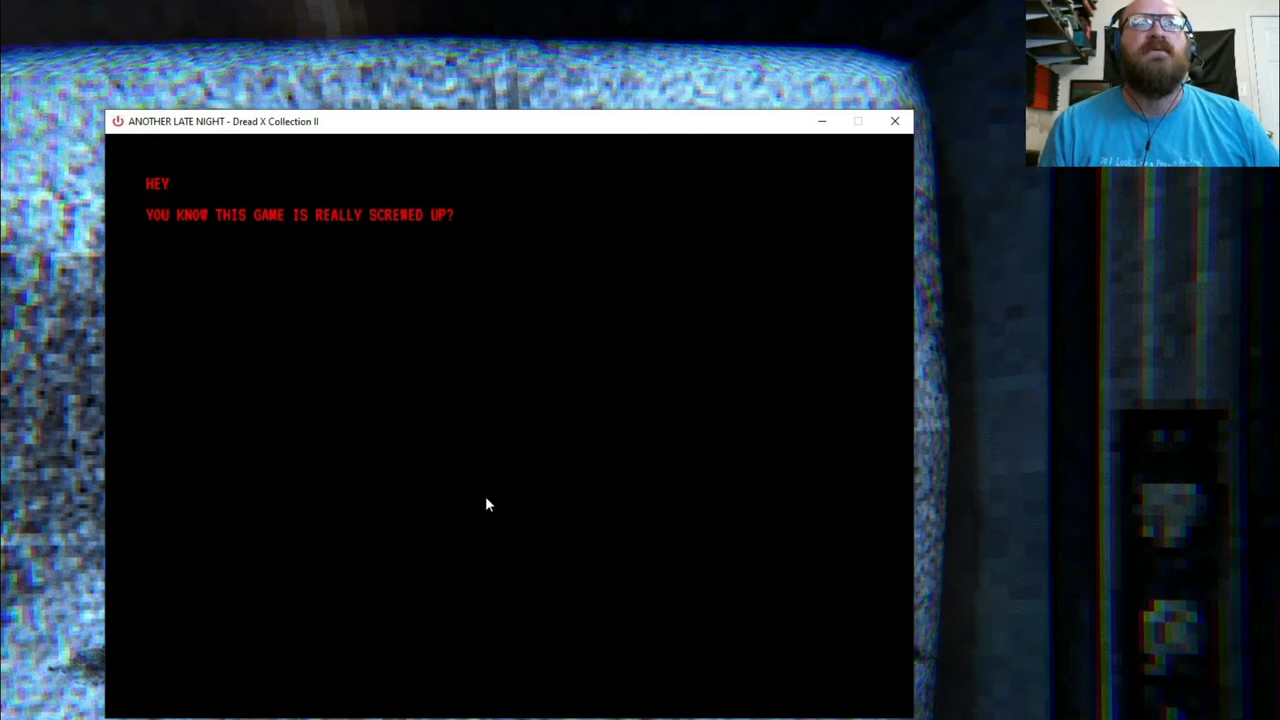 ANOTHER LATE NIGHT - Dread X Collection II
HEY
YOU KNOW THIS GAME IS REALLY SCREWED UP?